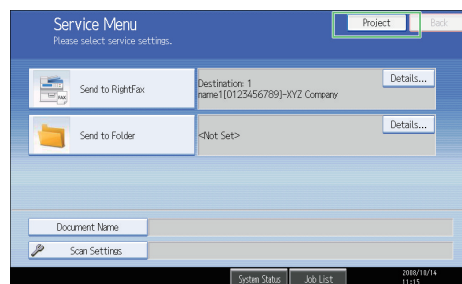 Service Menu
Project
Back
Please select service settings.
FAX
Send to RightFax
Destination: 1
name1[0123456789]-XYZ Company
Details...
Send to Folder
<Not Set>
Details...
Document Name
Scan Settings
System Status
Job List
2008/10/14
11:15